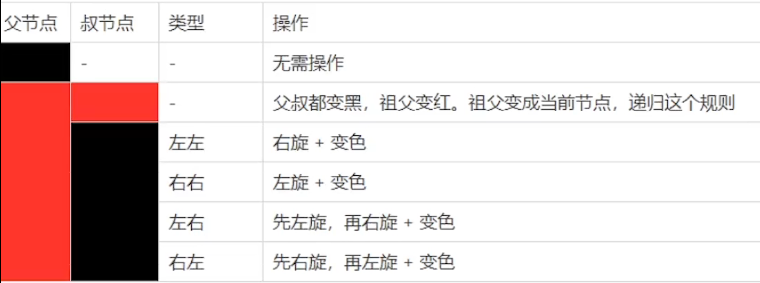 父节点 叔节点 类型 操作
- - 无需操作
- 父叔都变黑，祖父变红。祖父变成当前节点，递归这个规则
左左 右旋 + 变色
右右 左旋 + 变色
左右 先左旋，再右旋 + 变色
右左 先右旋，再左旋 + 变色